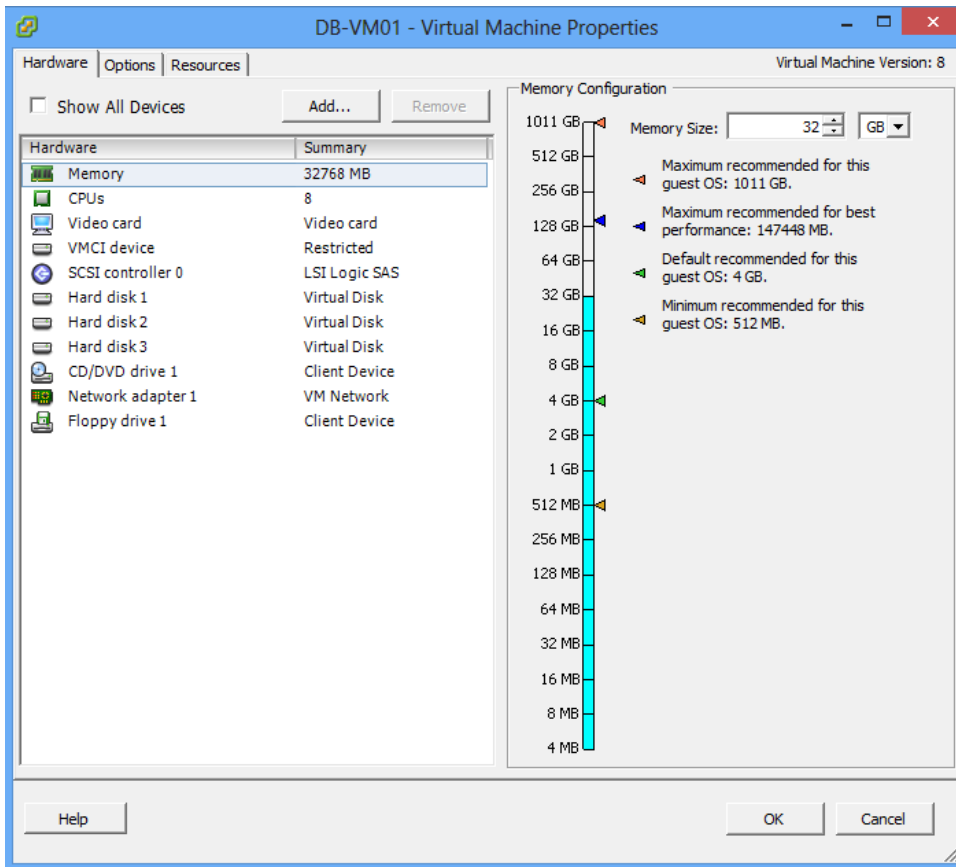 DB-VM01 - Virtual Machine Properties
Hardware Options Resources
Virtual Machine Version: 8
Show All Devices
Add...
Remove
Hardware Summary
Memory 32768 MB
CPUs 8
Video card Video card
VMCI device Restricted
SCSI controller 0 LSI Logic SAS
Hard disk 1 Virtual Disk
Hard disk 2 Virtual Disk
Hard disk 3 Virtual Disk
CD/DVD drive 1 Client Device
Network adapter 1 VM Network
Floppy drive 1 Client Device
Memory Configuration
1011 GB
512 GB
256 GB
128 GB
64 GB
32 GB
16 GB
8 GB
4 GB
2 GB
1 GB
512 MB
256 MB
128 MB
64 MB
32 MB
16 MB
8 MB
4 MB
Memory Size: 32 GB
Maximum recommended for this
guest OS: 1011 GB.
Maximum recommended for best
performance: 147448 MB.
Default recommended for this
guest OS: 4 GB.
Minimum recommended for this
guest OS: 512 MB.
Help
OK
Cancel